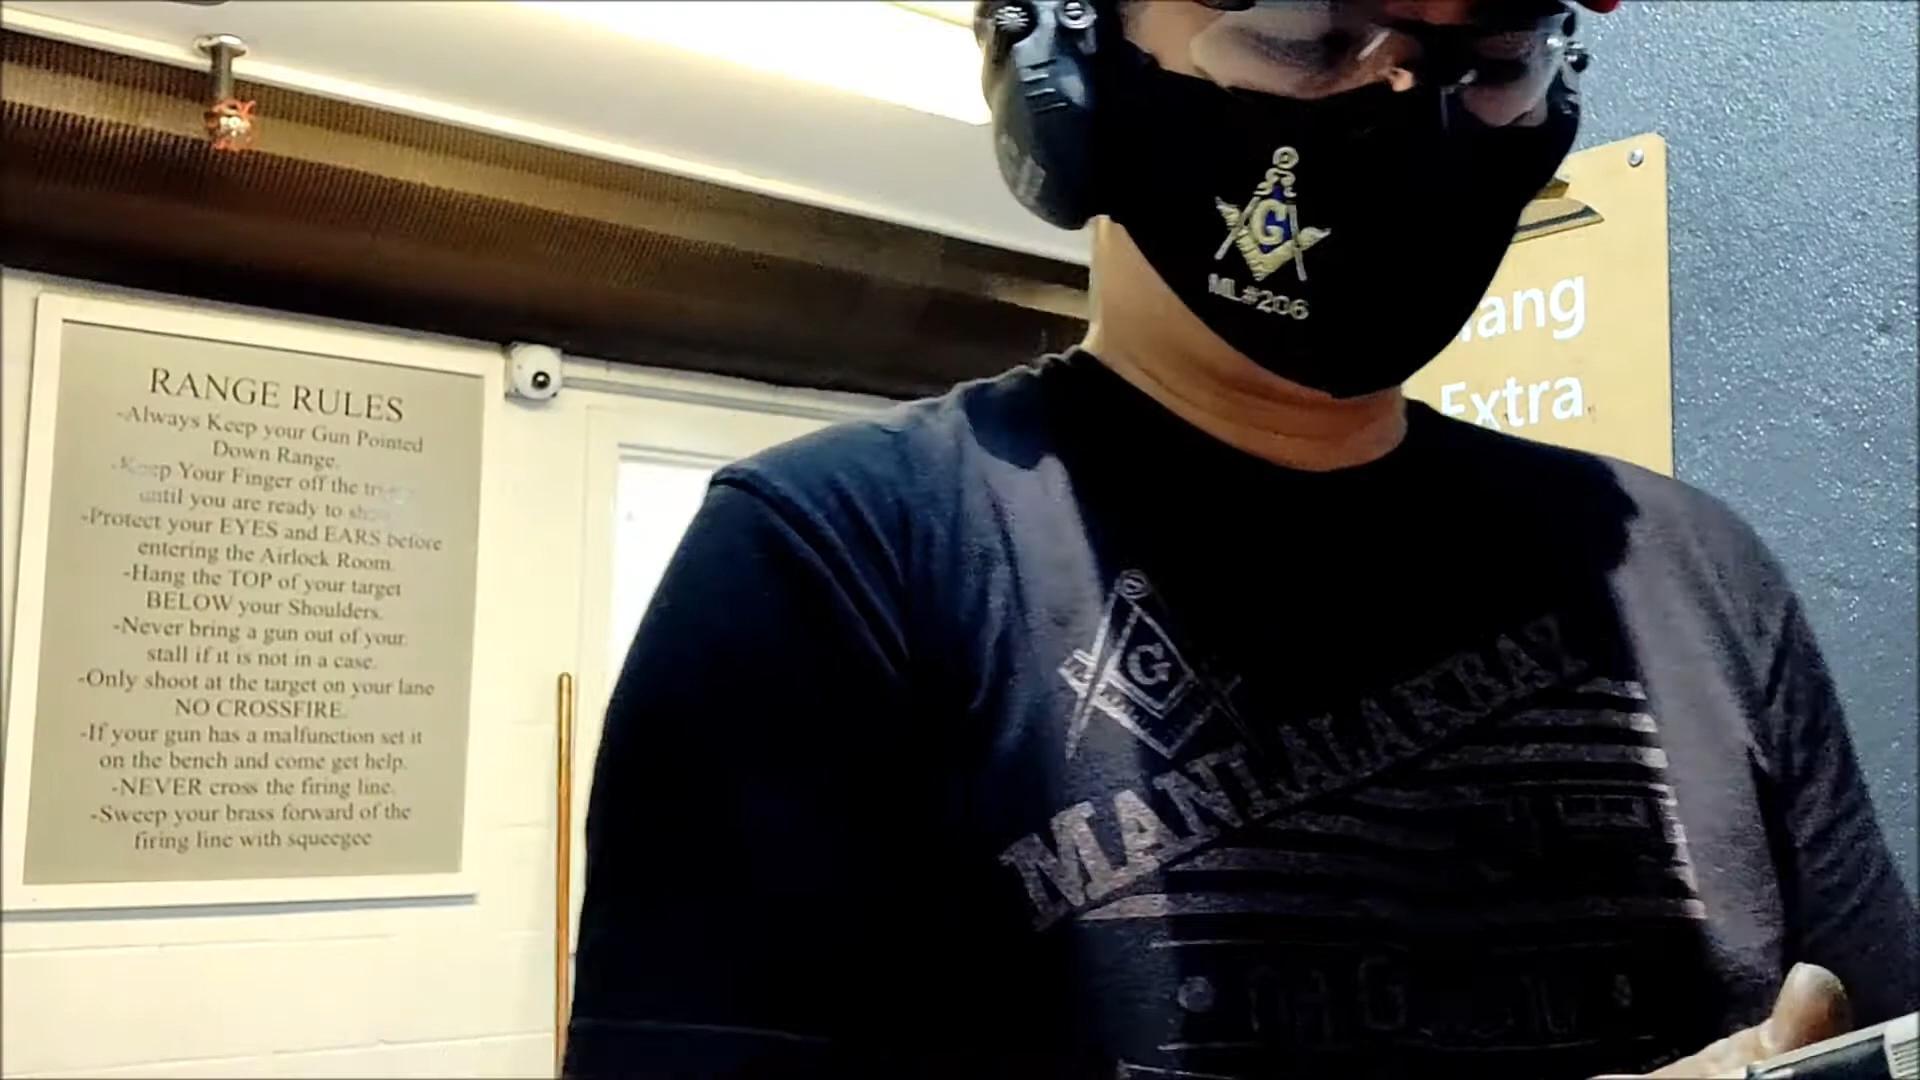 RANGE RULES
-Always Keep your Gun Pointed
Down Range.
-Keep Your Finger off the
until you are ready to
-Protect your EYES and EARS before
entering the Airlock Room.
-Hang the TOP of your target
BELOW your Shoulders.
-Never bring a gun out of your
stall if it is not in a case.
-Only shoot at the target on your lane
NO CROSSFIRE.
-If your gun has a malfunction set it
on the bench and come get help.
-NEVER cross the firing line.
-Sweep your brass forward of the
firing line with squeegee
G
ML#206
Extra
G
MANLALAKBAY